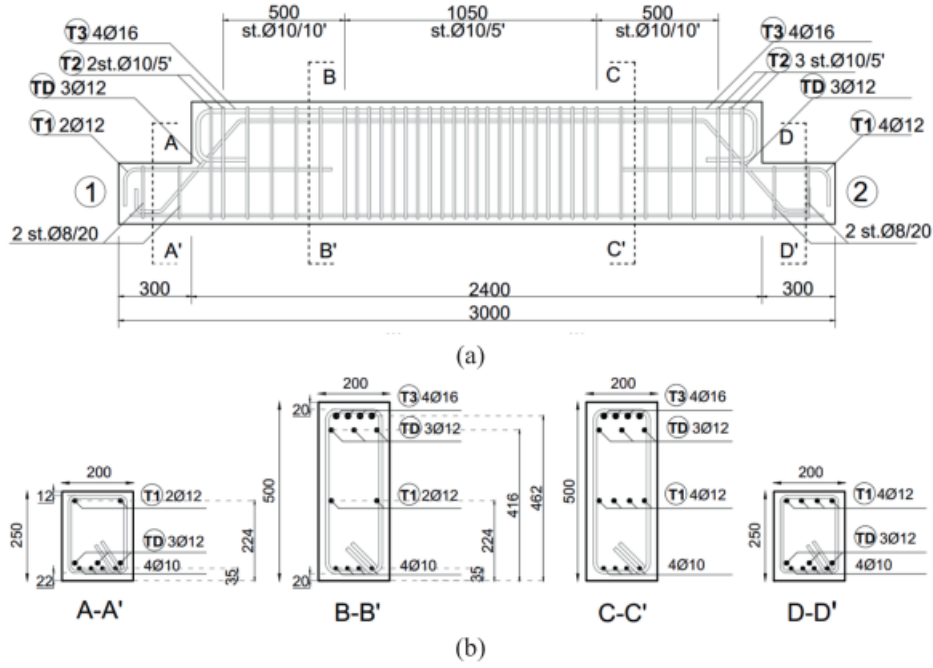 500 1050 500
st.Ø10/10' st.Ø10/5' st.Ø10/10'
T3 4Ø16 T3 4Ø16
T2 2st.Ø10/5' B C T2 3 st.Ø10/5'
TD 3Ø12 TD 3Ø12
T1 2Ø12 A D T1 4Ø12
1 2
2 st.Ø8/20 A' B' C' D' 2 st.Ø8/20
300 2400 300
3000
(a)
200 200
20 T3 4Ø16 T3 4Ø16
TD 3Ø12 TD 3Ø12
200 200
12 T1 2Ø12 500 T1 2Ø12 416 462 500 T1 4Ø12 T1 4Ø12
250 TD 3Ø12 224 224 250 TD 3Ø12
22 4Ø10 35 20 4Ø10 35 4Ø10 4Ø10
A-A' B-B' C-C' D-D'
(b)